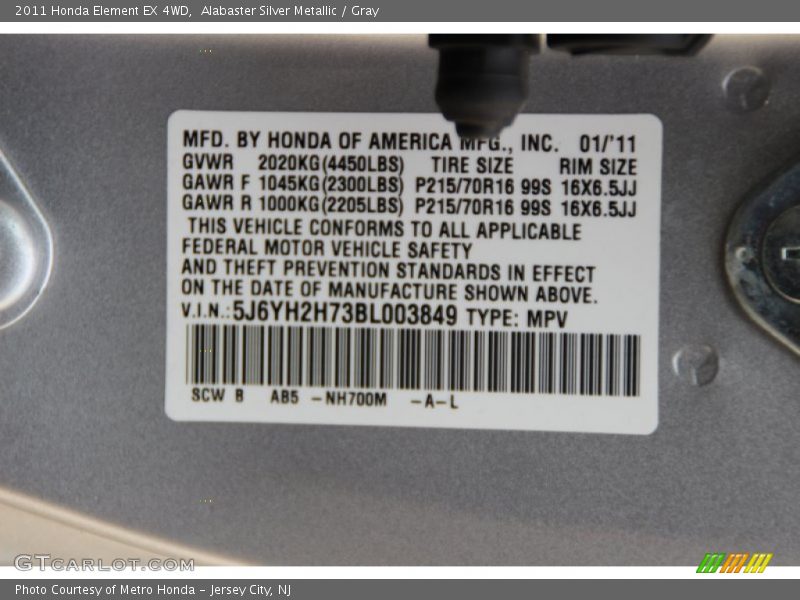 2011 Honda Element EX 4WD,  Alabaster Silver Metallic / Gray
MFD. BY HONDA OF AMERICA MFG., INC. 01/'11
GVWR 2020KG(4450LBS) TIRE SIZE RIM SIZE
GAWR F 1045KG(2300LBS) P215/70R16 99S 16X6.5JJ
GAWR R 1000KG(2205LBS) P215/70R16 99S 16X6.5JJ
THIS VEHICLE CONFORMS TO ALL APPLICABLE
FEDERAL MOTOR VEHICLE SAFETY
AND THEFT PREVENTION STANDARDS IN EFFECT
ON THE DATE OF MANUFACTURE SHOWN ABOVE.
V.I.N.:5J6YH2H73BL003849 TYPE: MPV
SCW B AB5 -NH700M -A-L
GTCARLOT.COM
Photo Courtesy of Metro Honda - Jersey City, NJ